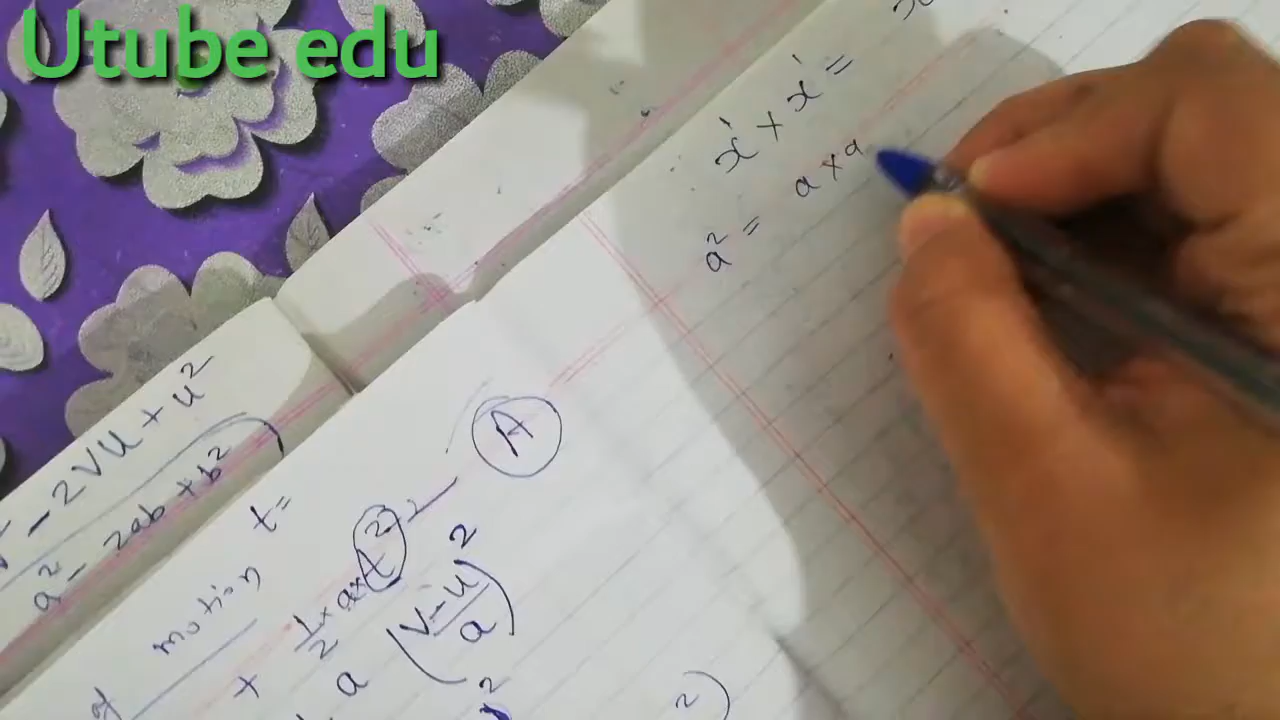 Utube edu
x¹ × x¹ =
a² = a × a
- 2VU + U²
a² - 2ab + b²
A
motion t=
+ 1/2 × a × t²
a (V-U/a)²